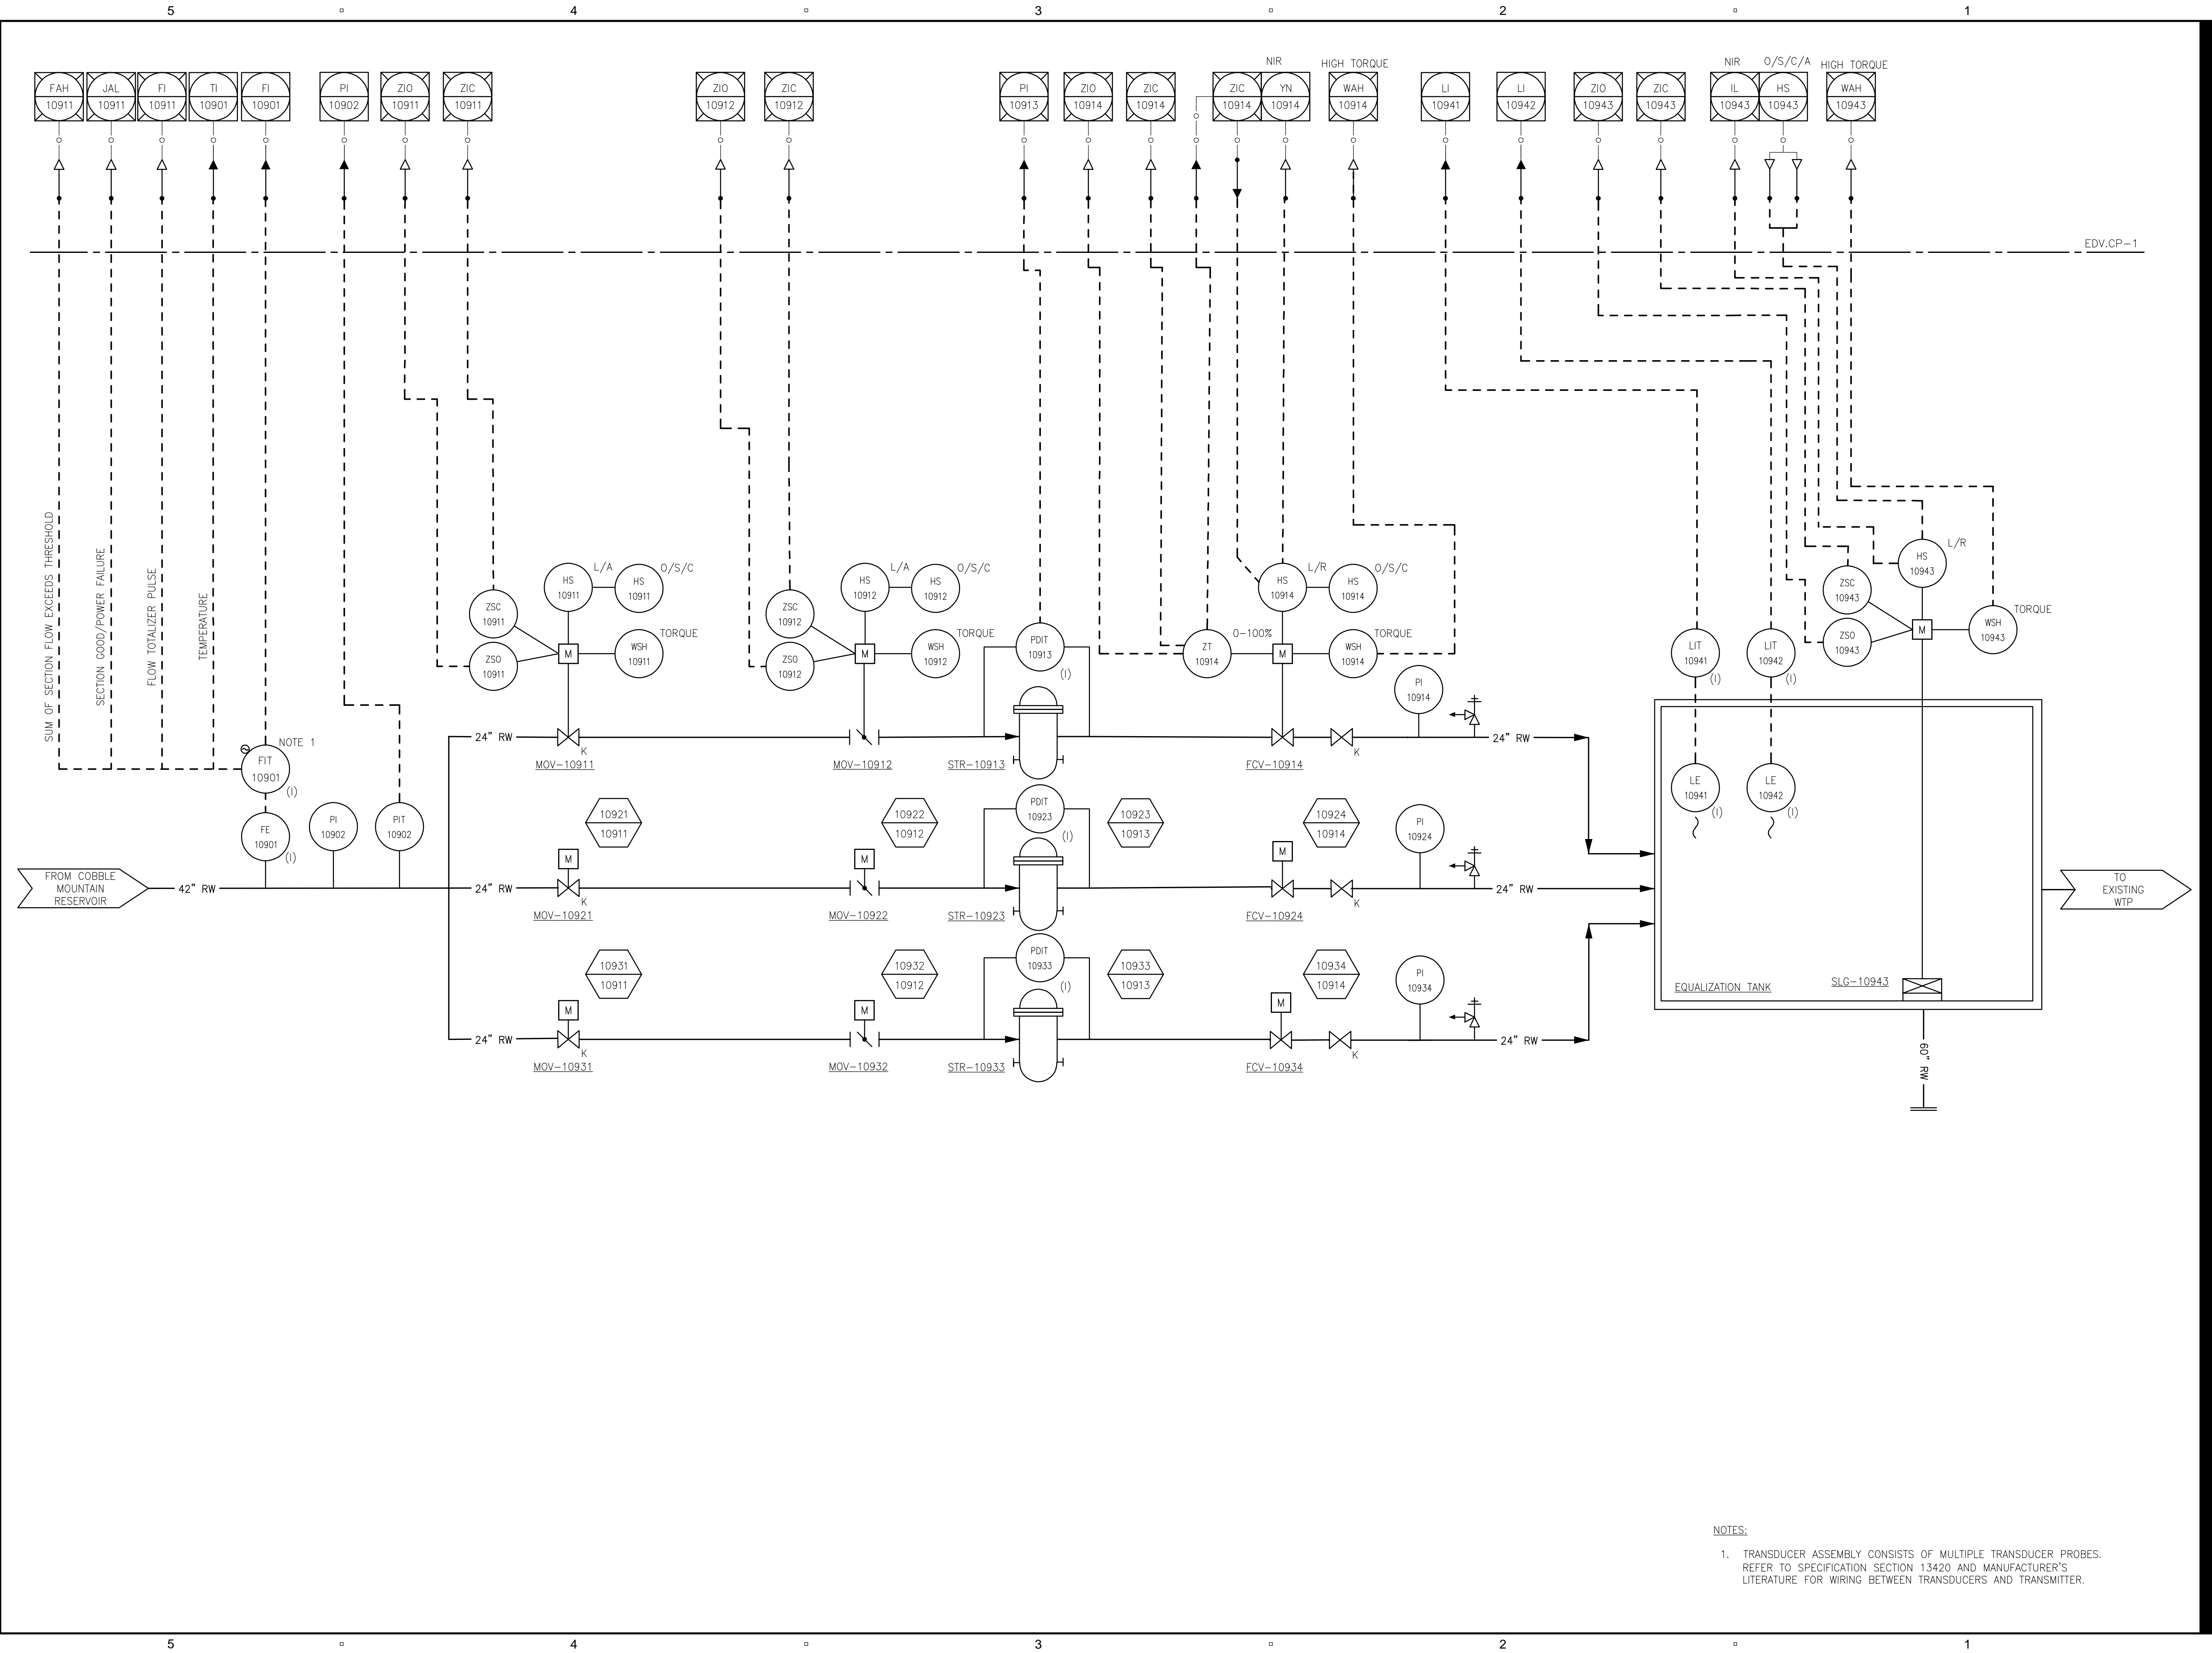 5 4 3 2 1
NIR HIGH TORQUE NIR O/S/C/A HIGH TORQUE
FAH JAL FI TI FI PI ZIO ZIC ZIO ZIC PI ZIO ZIC ZIC YN WAH LI LI ZIO ZIC IL HS WAH
10911 10911 10911 10901 10901 10902 10911 10911 10912 10912 10913 10914 10914 10914 10914 10914 10941 10942 10943 10943 10943 10943 10943
EDV.CP-1
SUM OF SECTION FLOW EXCEEDS THRESHOLD
SECTION GOOD/POWER FAILURE
FLOW TOTALIZER PULSE
TEMPERATURE
NOTE 1
FIT
10901
(I)
FE
10901
(I)
PI
10902
PIT
10902
ZSC
10911
ZSO
10911
L/A
HS
10911
O/S/C
HS
10911
M
TORQUE
WSH
10911
ZSC
10912
ZSO
10912
L/A
HS
10912
O/S/C
HS
10912
M
TORQUE
WSH
10912
PDIT
10913
(I)
ZT
10914
0-100%
L/R
HS
10914
O/S/C
HS
10914
M
TORQUE
WSH
10914
PI
10914
LIT
10941
(I)
LIT
10942
(I)
LE
10941
(I)
LE
10942
(I)
ZSC
10943
ZSO
10943
L/R
HS
10943
M
TORQUE
WSH
10943
24" RW
K
MOV-10911
MOV-10912
STR-10913
FCV-10914
K
24" RW
10921
10911
10922
10912
PDIT
10923
(I)
10923
10913
10924
10914
PI
10924
FROM COBBLE
MOUNTAIN
RESERVOIR
42" RW
24" RW
M
K
MOV-10921
M
MOV-10922
STR-10923
M
FCV-10924
K
24" RW
TO
EXISTING
WTP
10931
10911
10932
10912
PDIT
10933
(I)
10933
10913
10934
10914
PI
10934
24" RW
M
K
MOV-10931
M
MOV-10932
STR-10933
M
FCV-10934
K
24" RW
EQUALIZATION TANK
SLG-10943
60" RW
NOTES:
1. TRANSDUCER ASSEMBLY CONSISTS OF MULTIPLE TRANSDUCER PROBES.
REFER TO SPECIFICATION SECTION 13420 AND MANUFACTURER'S
LITERATURE FOR WIRING BETWEEN TRANSDUCERS AND TRANSMITTER.
5 4 3 2 1